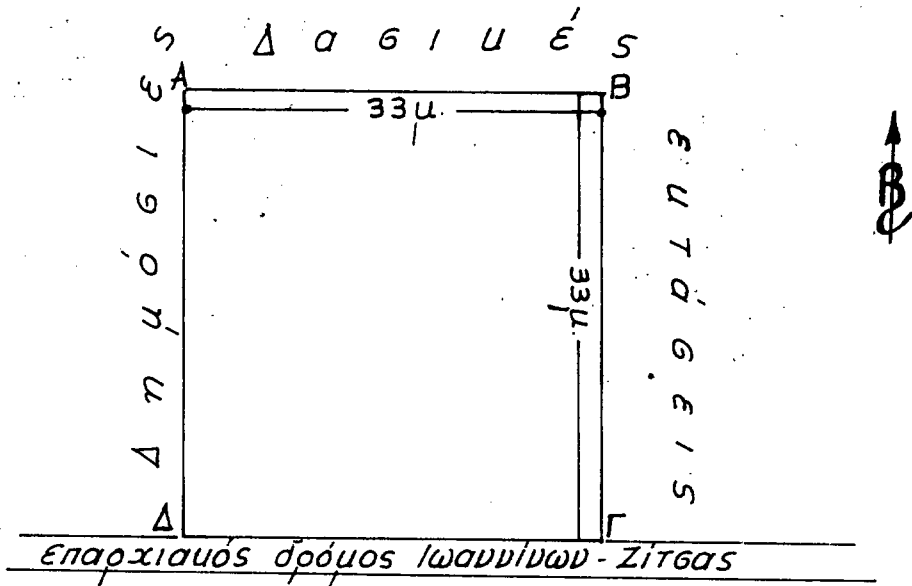 Δασικές
Α
Β
33μ.
Δημόσιες
εκτάσεις
33μ.
Β
Δ
Γ
Επαρχιακός δρόμος Ιωαννίνων - Ζίτσας